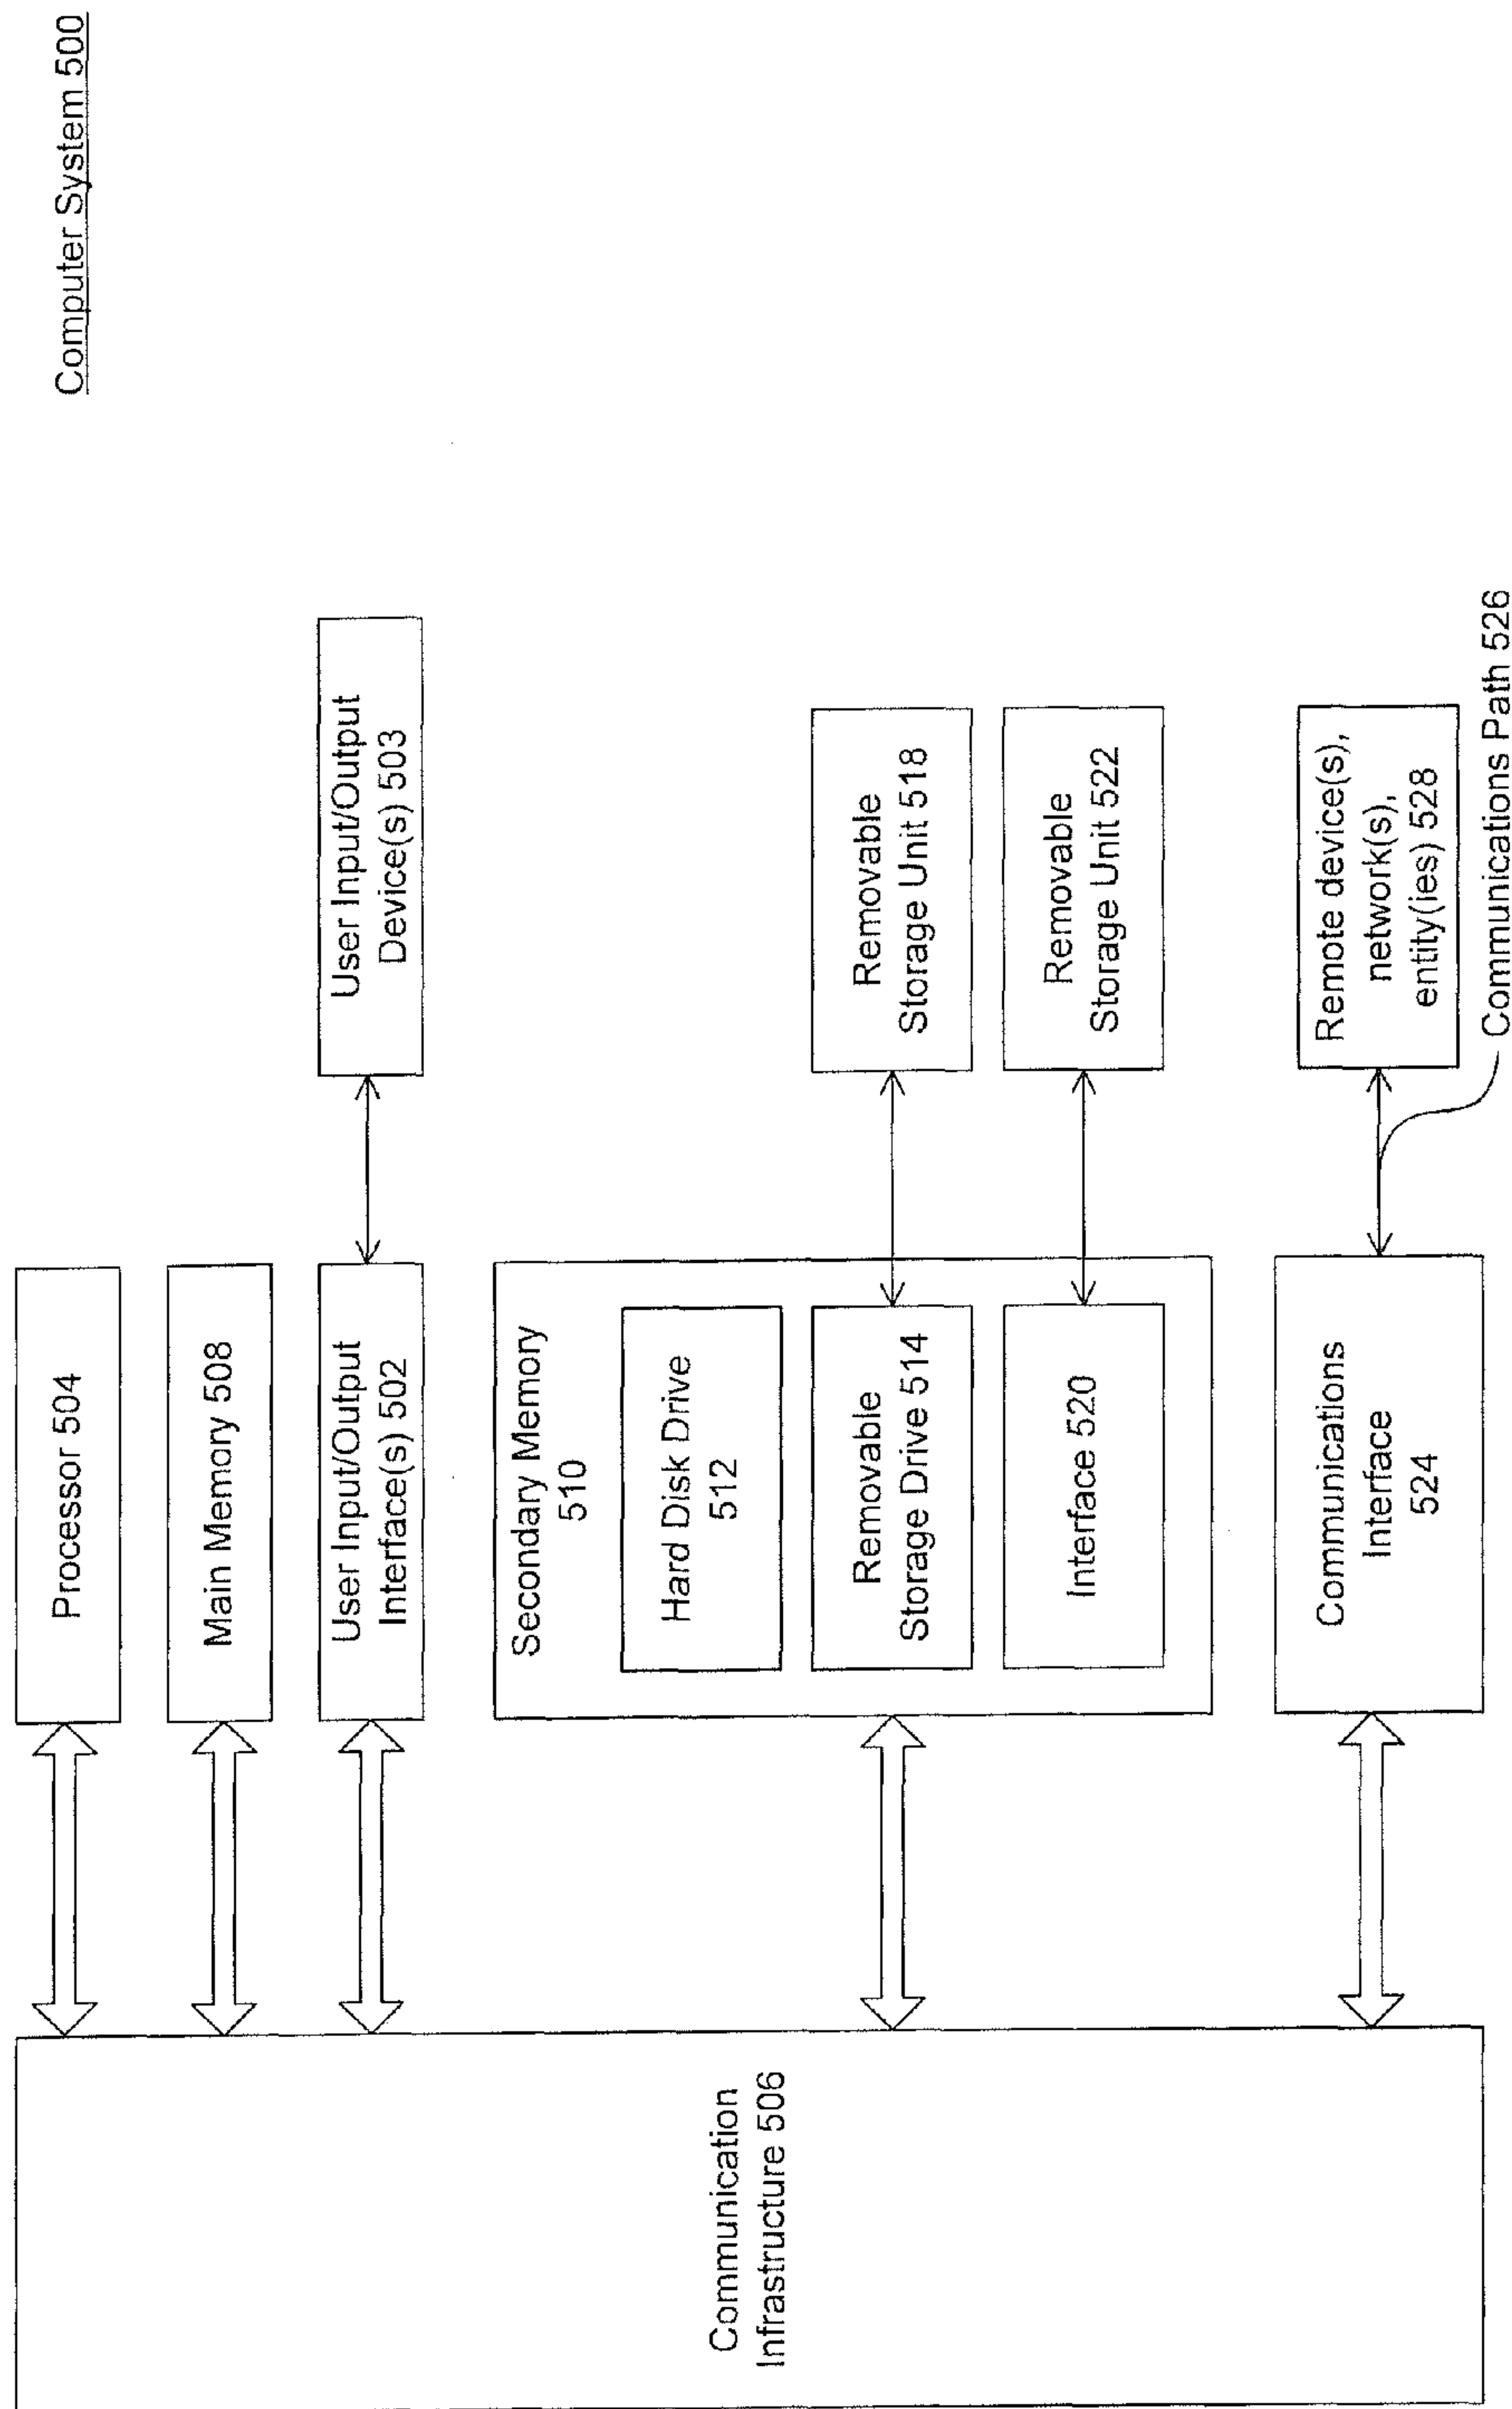 Computer System 500
Processor 504
Main Memory 508
User Input/Output
Interface(s) 502
User Input/Output
Device(s) 503
Secondary Memory
510
Hard Disk Drive
512
Removable
Storage Drive 514
Removable
Storage Unit 518
Interface 520
Removable
Storage Unit 522
Communications
Interface
524
Remote device(s),
network(s),
entity(ies) 528
Communications Path 526
Communication
Infrastructure 506